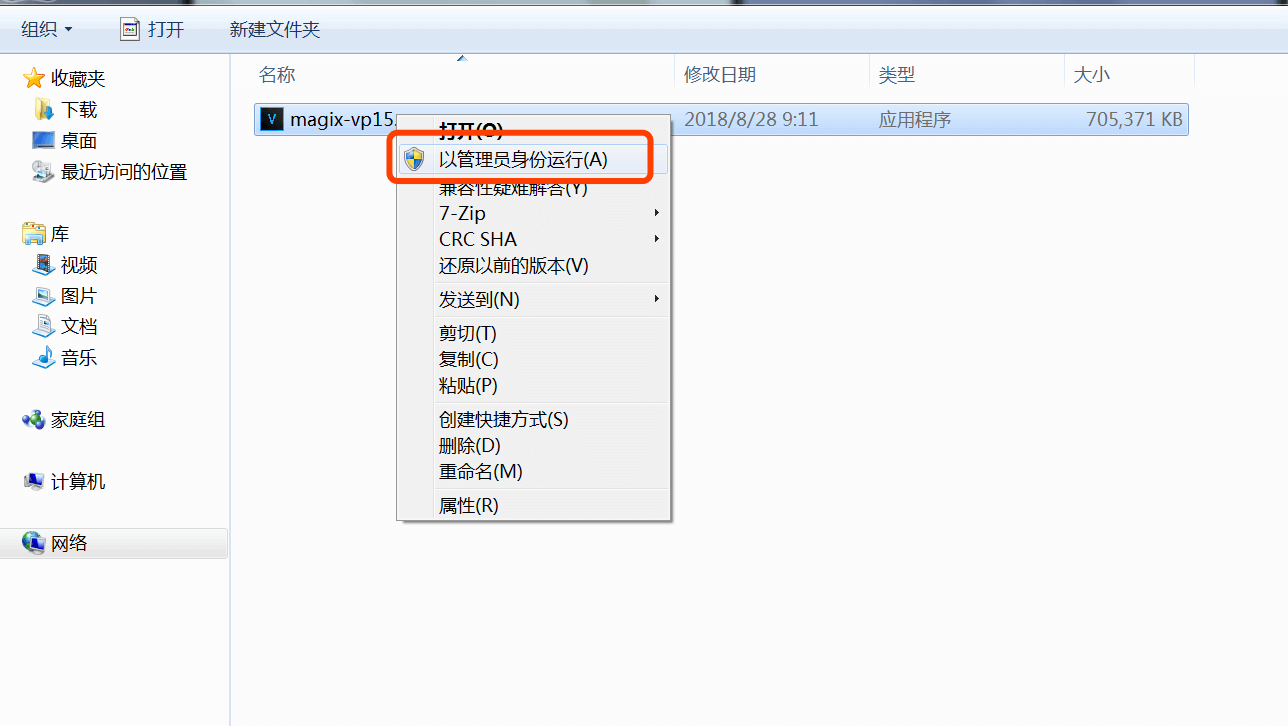 组织 打开 新建文件夹
收藏夹
下载
桌面
最近访问的位置
库
视频
图片
文档
音乐
家庭组
计算机
网络
名称 修改日期 类型 大小
magix-vp15. 2018/8/28 9:11 应用程序 705,371 KB
打开(O)
以管理员身份运行(A)
兼容性疑难解答(Y)
7-Zip
CRC SHA
还原以前的版本(V)
发送到(N)
剪切(T)
复制(C)
粘贴(P)
创建快捷方式(S)
删除(D)
重命名(M)
属性(R)